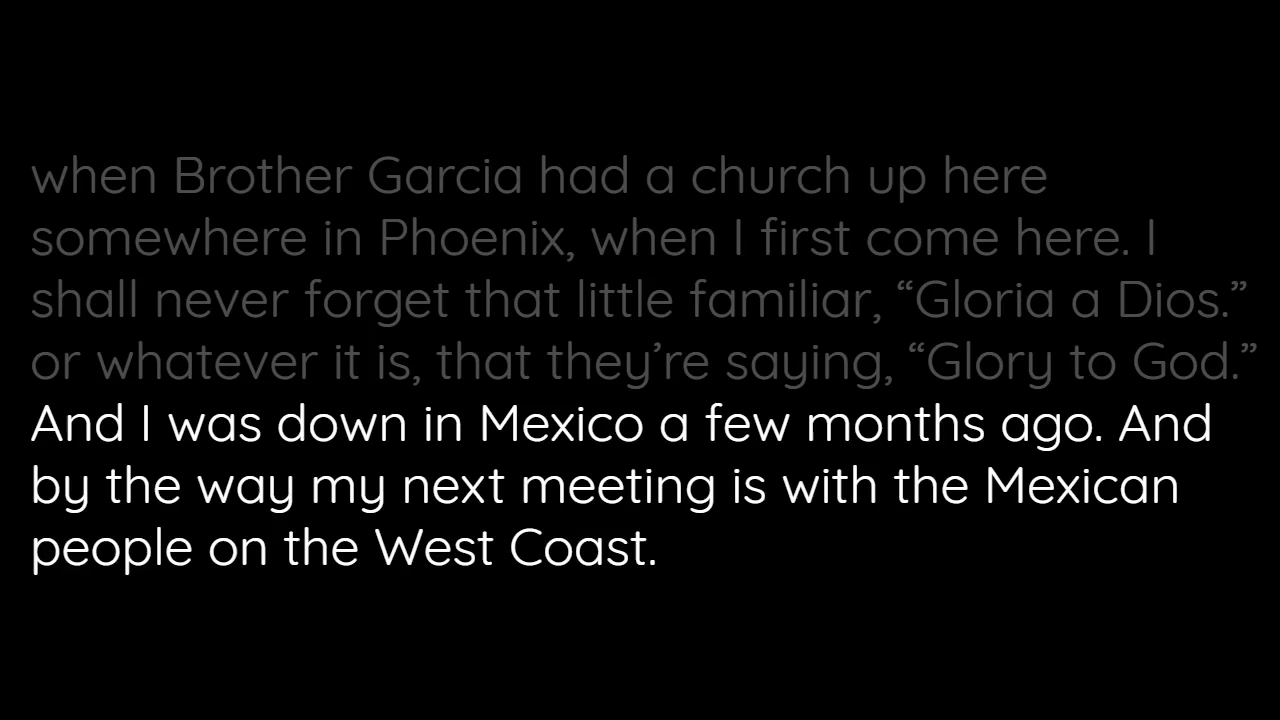 when Brother Garcia had a church up here
somewhere in Phoenix, when I first come here. I
shall never forget that little familiar, “Gloria a Dios.”
or whatever it is, that they’re saying, “Glory to God.”
And I was down in Mexico a few months ago. And
by the way my next meeting is with the Mexican
people on the West Coast.